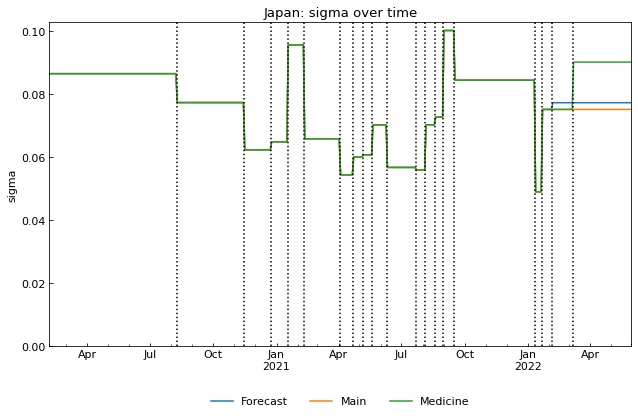 Japan: sigma over time
sigma
0.10
0.08
0.06
0.04
0.02
0.00
Apr Jul Oct Jan Apr Jul Oct Jan Apr
2021 2022
Forecast Main Medicine